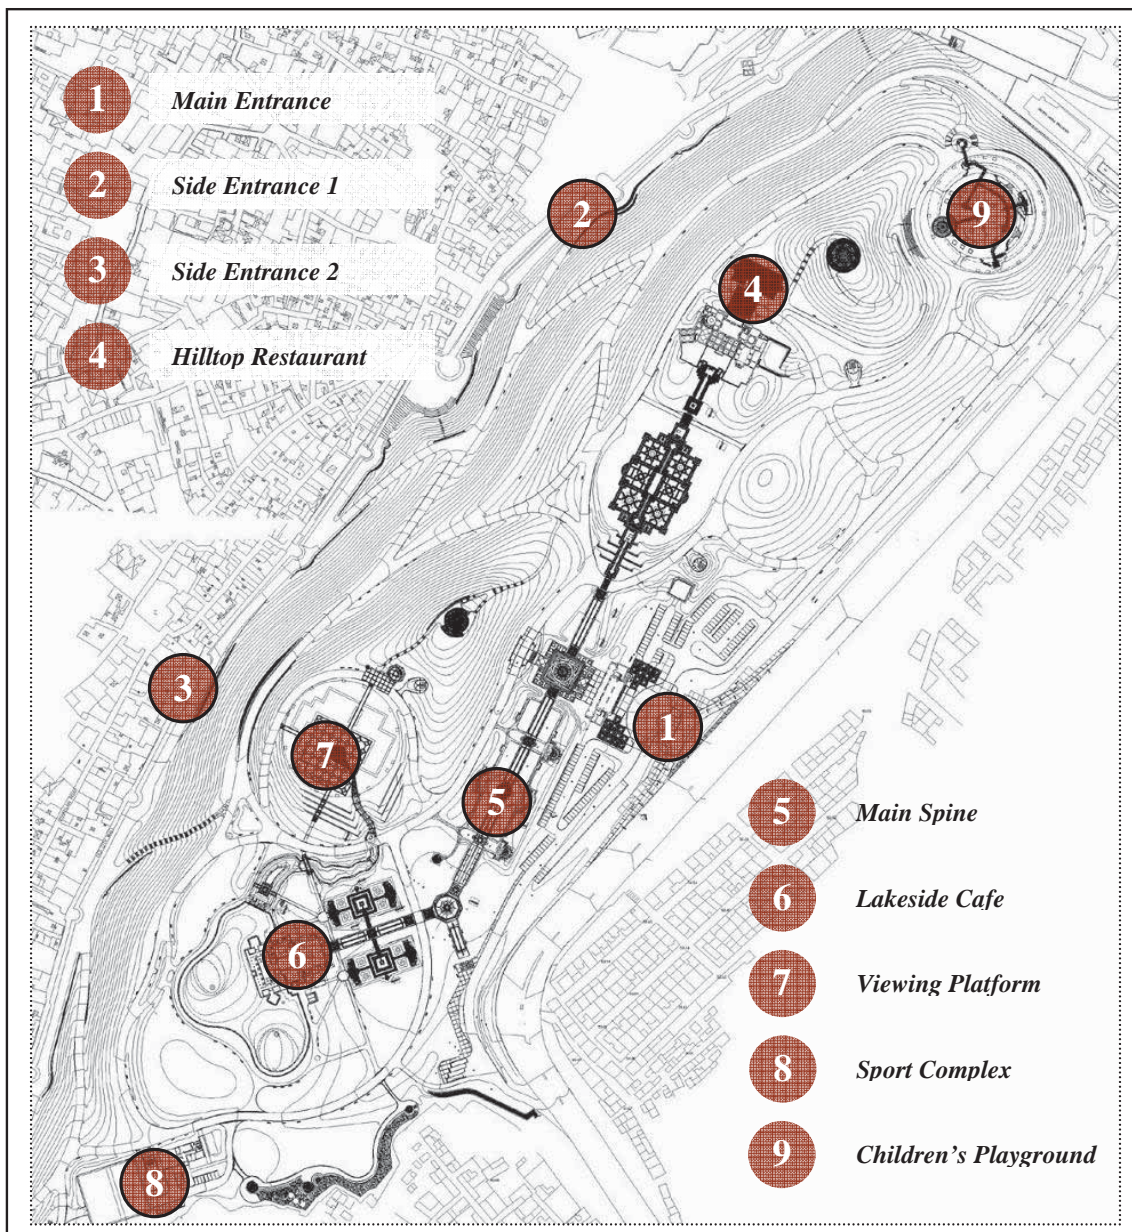 1 Main Entrance
2 Side Entrance 1
3 Side Entrance 2
4 Hilltop Restaurant
2
9
4
3
1
7
5
6
8
5 Main Spine
6 Lakeside Cafe
7 Viewing Platform
8 Sport Complex
9 Children's Playground